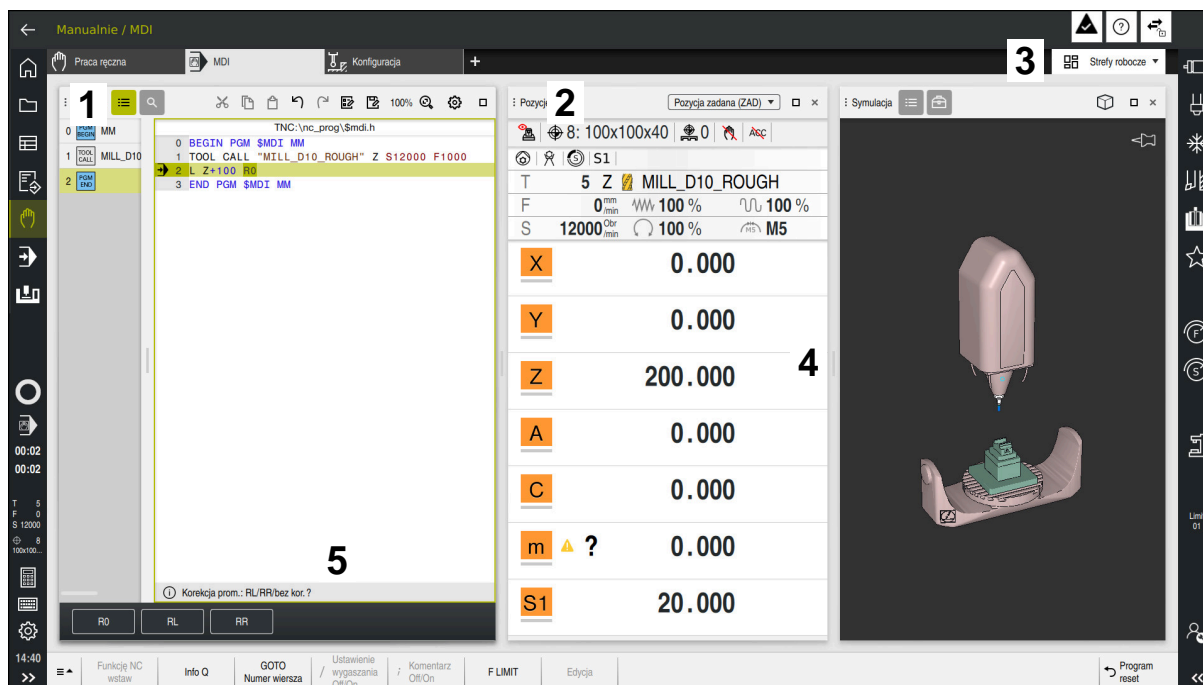 Manualnie / MDI
Praca ręczna
MDI
Konfiguracja
+
3
Strefy robocze
1
100%
2
Pozycja zadana (ZAD)
Symulacja
0 PGM BEGIN MM
1 TOOL CALL MILL_D10
2 PGM END
TNC:\nc_prog\$mdi.h
0 BEGIN PGM $MDI MM
1 TOOL CALL "MILL_D10_ROUGH" Z S12000 F1000
2 L Z+100 R0
3 END PGM $MDI MM
8: 100x100x40 0 ACC
S1
T 5 Z MILL_D10_ROUGH
F 0 mm/min 100 % 100 %
S 12000 Obr/min 100 % M5
X 0.000
Y 0.000
Z 200.000
4
A 0.000
C 0.000
m ? 0.000
S1 20.000
5
Korekcja prom.: RL/RR/bez kor.?
R0
RL
RR
00:02
00:02
T 5
F 0
S 12000
8
100x100...
14:40
F
S
Limi
01
Funkcję NC
wstaw
Info Q
GOTO
Numer wiersza
/ Ustawienie
wygaszania
Off/On
; Komentarz
Off/On
F LIMIT
Edycja
Program
reset